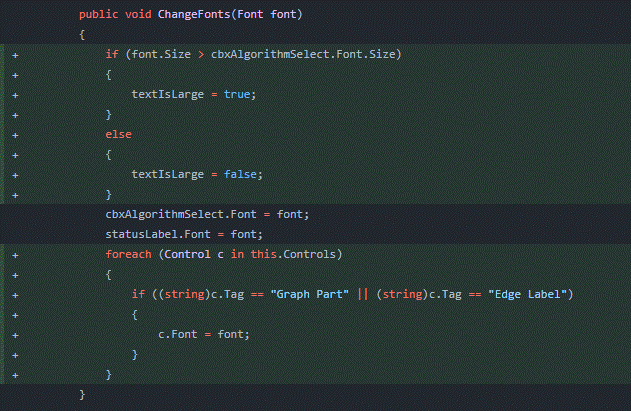 public void ChangeFonts(Font font)
{
+ if (font.Size > cbxAlgorithmSelect.Font.Size)
+ {
+ textIsLarge = true;
+ }
+ else
+ {
+ textIsLarge = false;
+ }
cbxAlgorithmSelect.Font = font;
statusLabel.Font = font;
+ foreach (Control c in this.Controls)
+ {
+ if ((string)c.Tag == "Graph Part" || (string)c.Tag == "Edge Label")
+ {
+ c.Font = font;
+ }
+ }
}